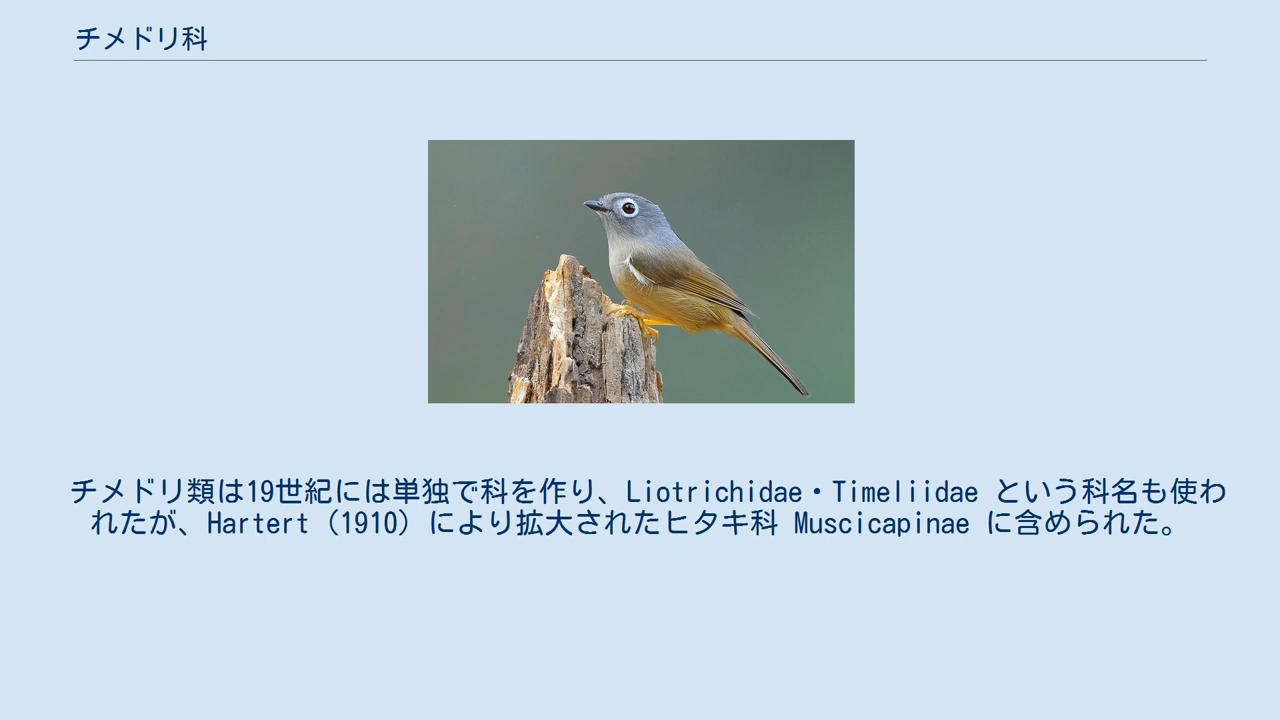 チメドリ科
チメドリ類は19世紀には単独で科を作り、Liotrichidae・Timeliidae という科名も使わ
れたが、Hartert (1910) により拡大されたヒタキ科 Muscicapinae に含められた。